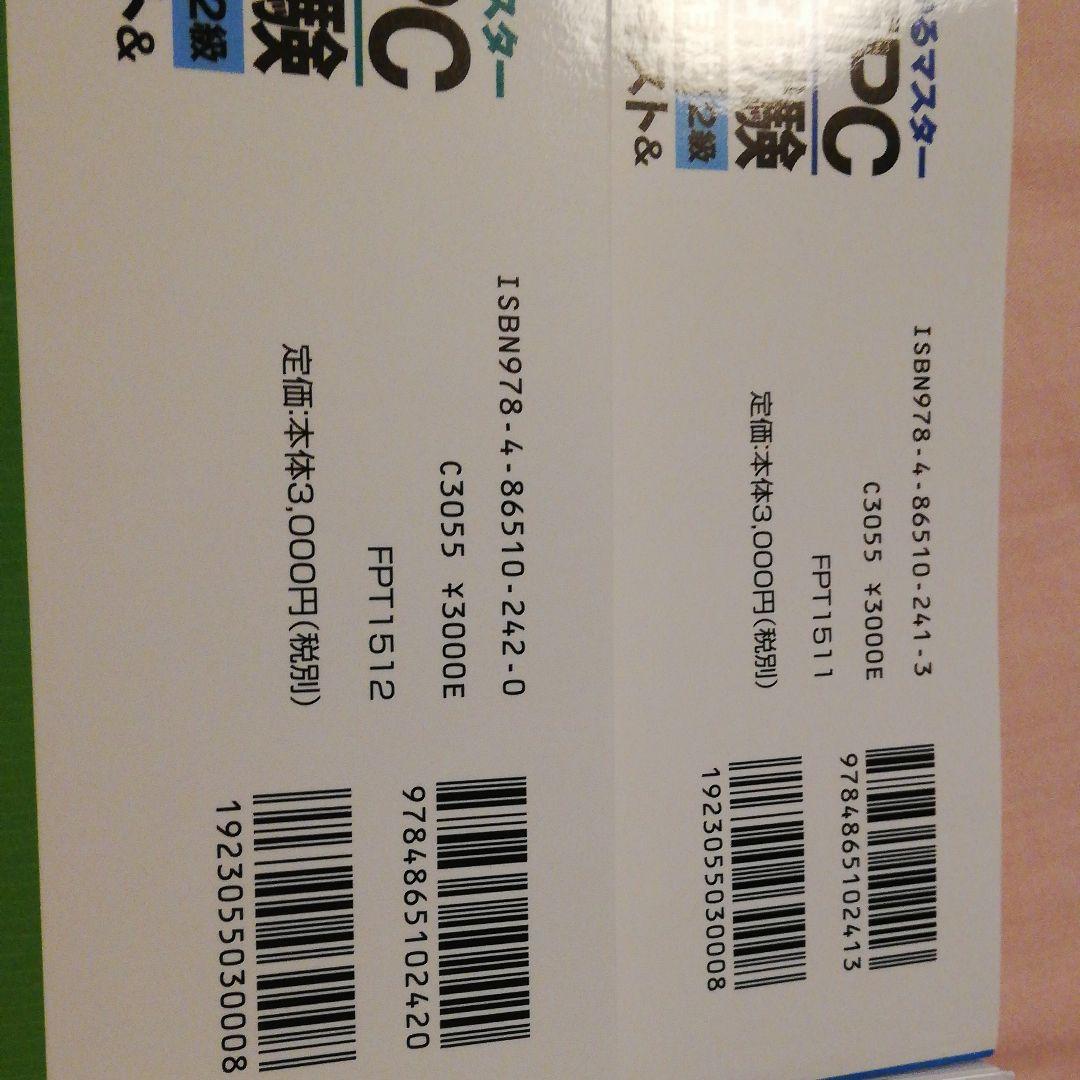 るマスター
PC
験
2級
スト&
ISBN978-4-86510-241-3
C3055 ¥3000E
FPT1511
定価:本体3,000円(税別)
9784865102413
1923055030008
スター
PC
験
2級
ト&
ISBN978-4-86510-242-0
C3055 ¥3000E
FPT1512
定価:本体3,000円(税別)
9784865102420
1923055030008